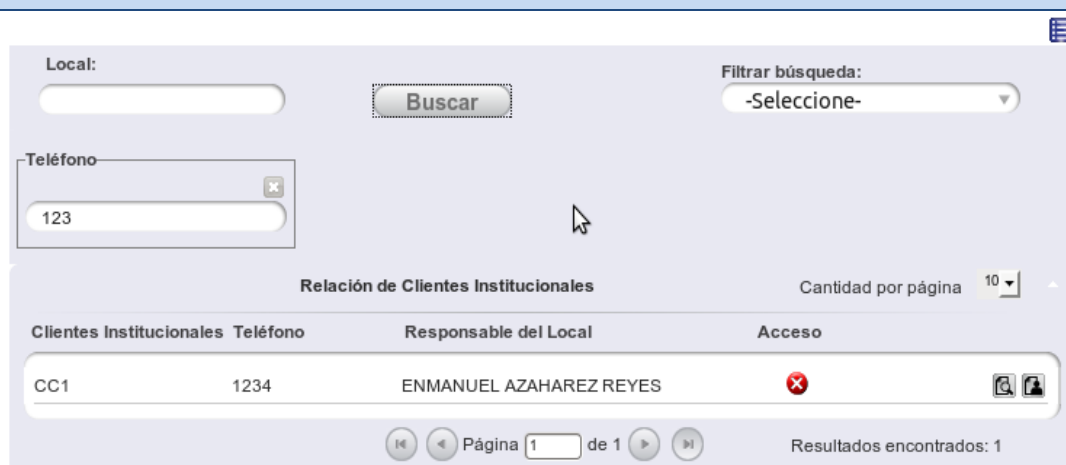 Local:
Buscar
Filtrar búsqueda:
-Seleccione-
Teléfono
123
Relación de Clientes Institucionales
Cantidad por página 10
Clientes Institucionales Teléfono Responsable del Local Acceso
CC1 1234 ENMANUEL AZAHAREZ REYES
Página 1 de 1 Resultados encontrados: 1